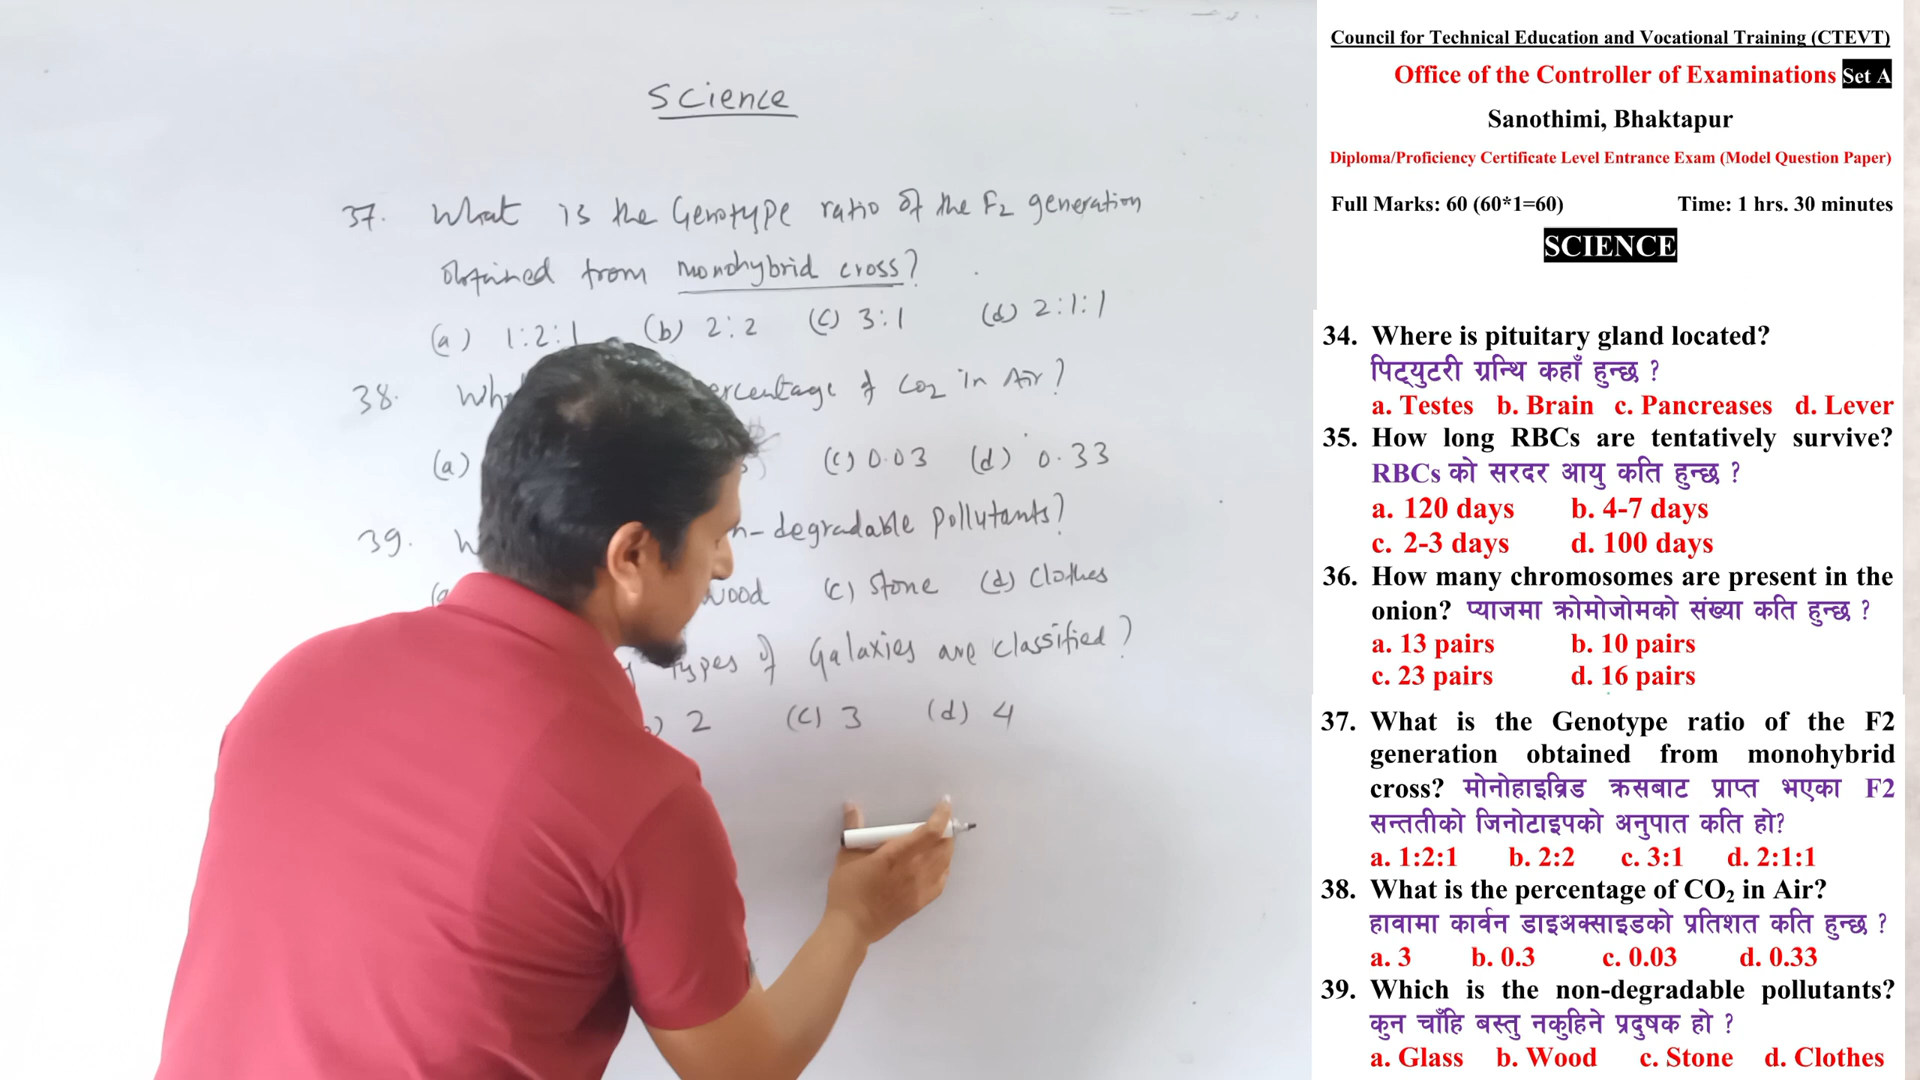 Science
37. What is the Genotype ratio of the F2 generation
obtained from monohybrid cross?
(a) 1:2:1 (b) 2:2 (c) 3:1 (d) 2:1:1
38. Wh ercentage of CO2 in Air?
(a) (c) 0.03 (d) 0.33
39. W n-degradable pollutants?
wood (c) Stone (d) Clothes
types of Galaxies are classified?
2 (c) 3 (d) 4
Council for Technical Education and Vocational Training (CTEVT)
Office of the Controller of Examinations Set A
Sanothimi, Bhaktapur
Diploma/Proficiency Certificate Level Entrance Exam (Model Question Paper)
Full Marks: 60 (60*1=60) Time: 1 hrs. 30 minutes
SCIENCE
34. Where is pituitary gland located?
पिट्युटरी ग्रन्थि कहाँ हुन्छ ?
a. Testes b. Brain c. Pancreases d. Lever
35. How long RBCs are tentatively survive?
RBCs को सरदर आयु कति हुन्छ ?
a. 120 days b. 4-7 days
c. 2-3 days d. 100 days
36. How many chromosomes are present in the
onion? प्याजमा क्रोमोजोमको संख्या कति हुन्छ ?
a. 13 pairs b. 10 pairs
c. 23 pairs d. 16 pairs
37. What is the Genotype ratio of the F2
generation obtained from monohybrid
cross? मोनोहाइब्रिड क्रसबाट प्राप्त भएका F2
सन्ततीको जिनोटाइपको अनुपात कति हो?
a. 1:2:1 b. 2:2 c. 3:1 d. 2:1:1
38. What is the percentage of CO₂ in Air?
हावामा कार्वन डाइअक्साइडको प्रतिशत कति हुन्छ ?
a. 3 b. 0.3 c. 0.03 d. 0.33
39. Which is the non-degradable pollutants?
कुन चाँहि बस्तु नकुहिने प्रदुषक हो ?
a. Glass b. Wood c. Stone d. Clothes